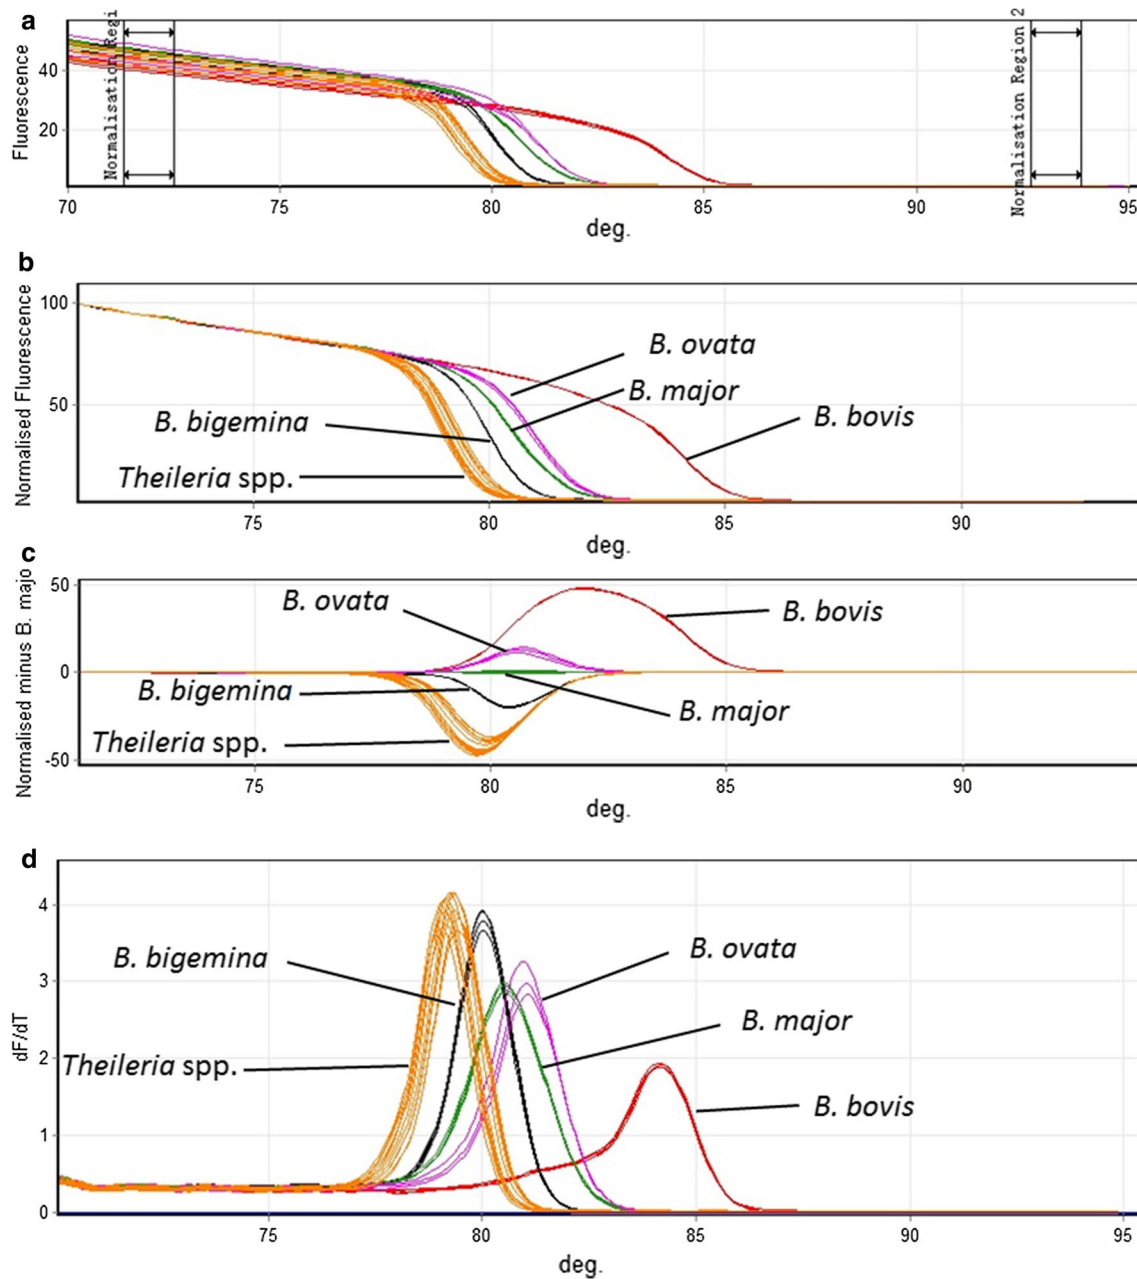 a
Fluorescence
40
20
Normalisation Regi
Normalisation Region 2
70 75 80 85 90 95
deg.
b
Normalised Fluorescence
100
50
B. ovata
B. major
B. bovis
B. bigemina
Theileria spp.
75 80 85 90
deg.
c
Normalised minus B. majo
50
0
-50
B. ovata
B. bovis
B. bigemina
B. major
Theileria spp.
75 80 85 90
deg.
d
dF/dT
4
3
2
1
0
B. bigemina
B. ovata
B. major
Theileria spp.
B. bovis
75 80 85 90 95
deg.